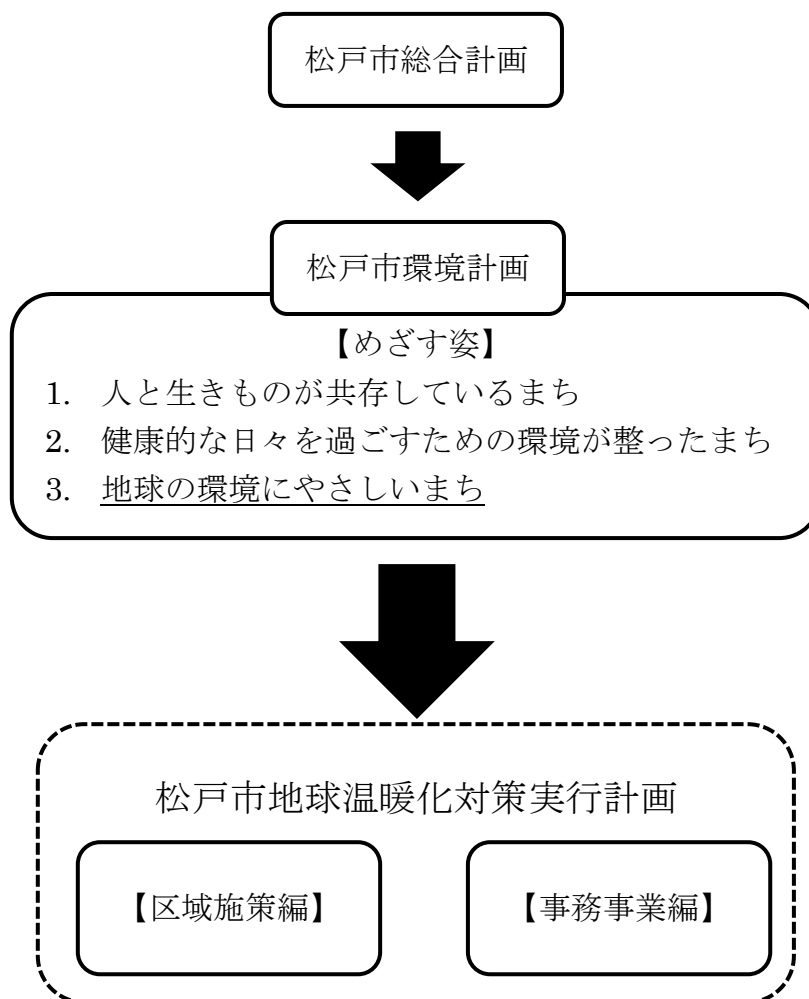 松戸市総合計画
松戸市環境計画
【めざす姿】
1. 人と生きものが共存しているまち
2. 健康的な日々を過ごすための環境が整ったまち
3. 地球の環境にやさしいまち
松戸市地球温暖化対策実行計画
【区域施策編】
【事務事業編】